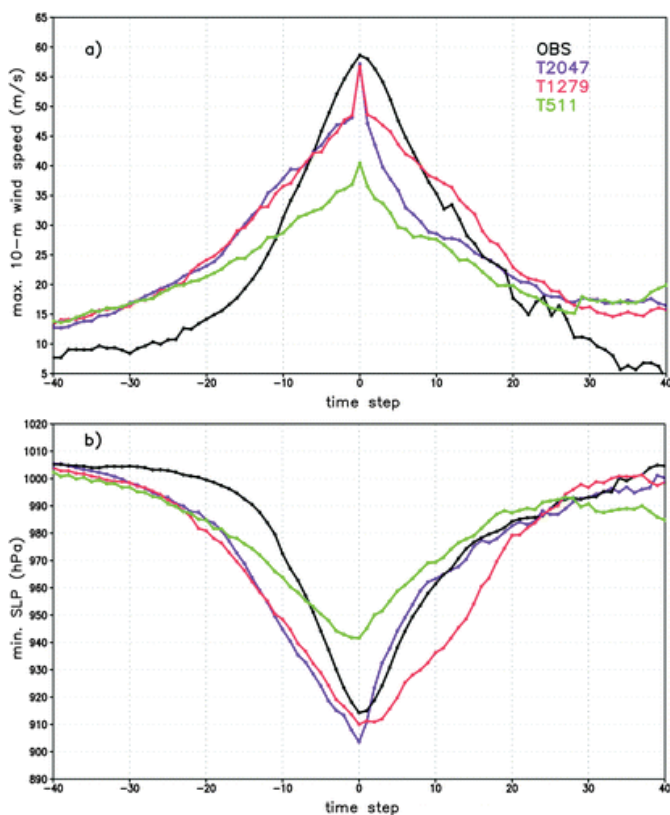 a)
OBS
T2047
T1279
T511
max. 10-m wind speed (m/s)
65
60
55
50
45
40
35
30
25
20
15
10
5
-40 -30 -20 -10 0 10 20 30 40
time step
b)
min. SLP (hPa)
1020
1010
1000
990
980
970
960
950
940
930
920
910
900
890
-40 -30 -20 -10 0 10 20 30 40
time step